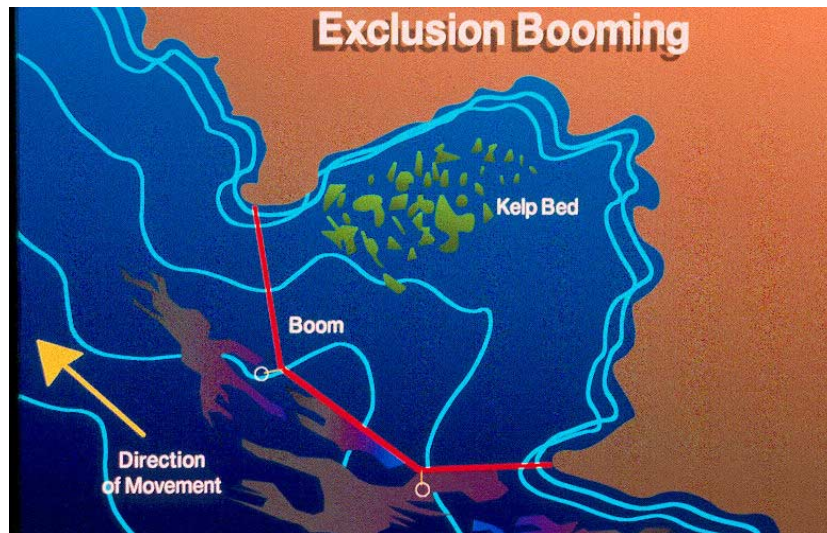 Exclusion Booming
Kelp Bed
Boom
Direction
of Movement